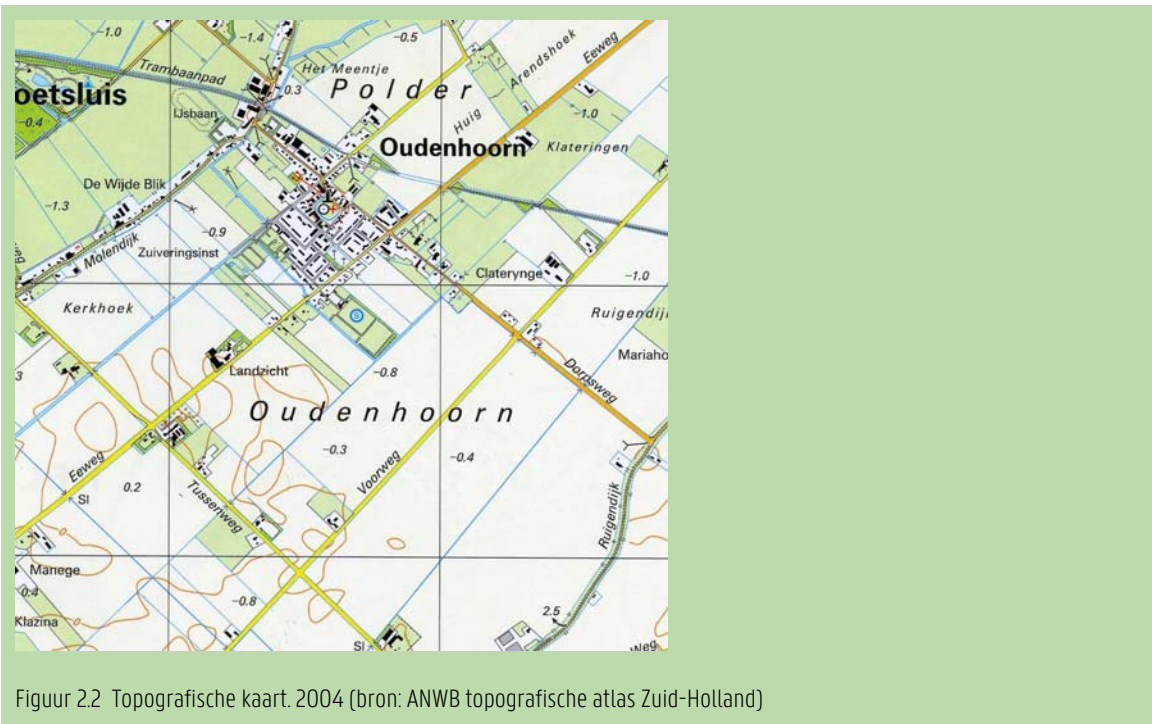 -1.0
-1.4
-0.5
Arendshoek
Eeweg
Trambaanpad
Het Meentje
oetsluis
0.3
Polder
-0.4
IJsbaan
Huig
-1.0
Oudenhoorn
Klateringen
De Wijde Blik
-1.3
-0.9
Molendijk
Zuiveringsinst
Claterynge
-1.0
Kerkhoek
S
Ruigendij
Mariaho
3
Landzicht
-0.8
Dorpsweg
Oudenhoorn
-0.3
-0.4
Eeweg
Voorweg
Sl
0.2
Tussenweg
Ruigendijk
Manege
0.4
-0.8
2.5
Klazina
Sl
Weg
Figuur 2.2 Topografische kaart. 2004 (bron: ANWB topografische atlas Zuid-Holland)